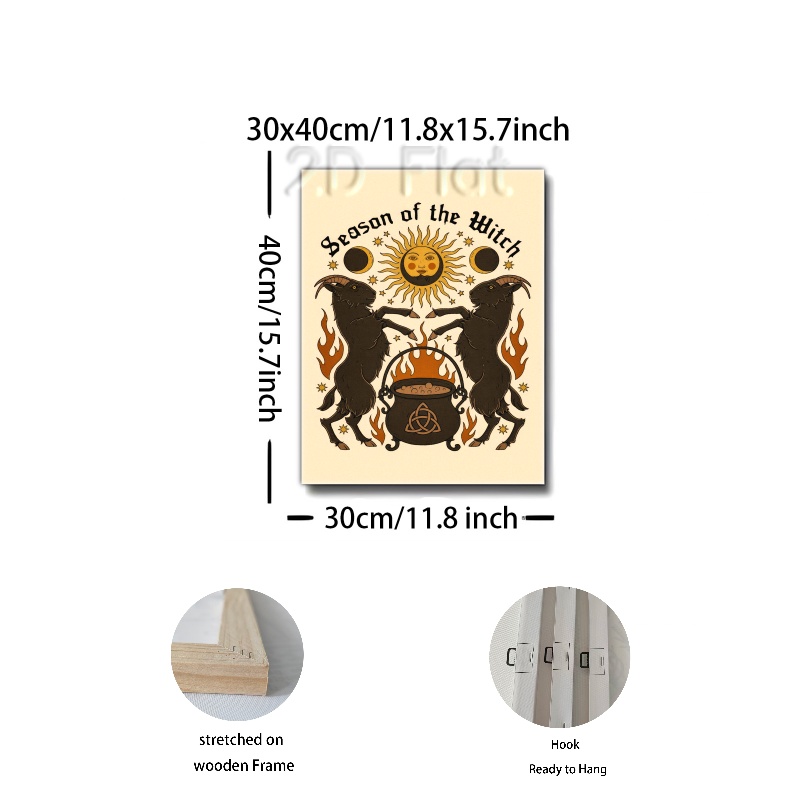 30x40cm/11.8x15.7inch
2D Flat
Season of the Witch
40cm/15.7inch
30cm/11.8 inch
stretched on
wooden Frame
Hook
Ready to Hang